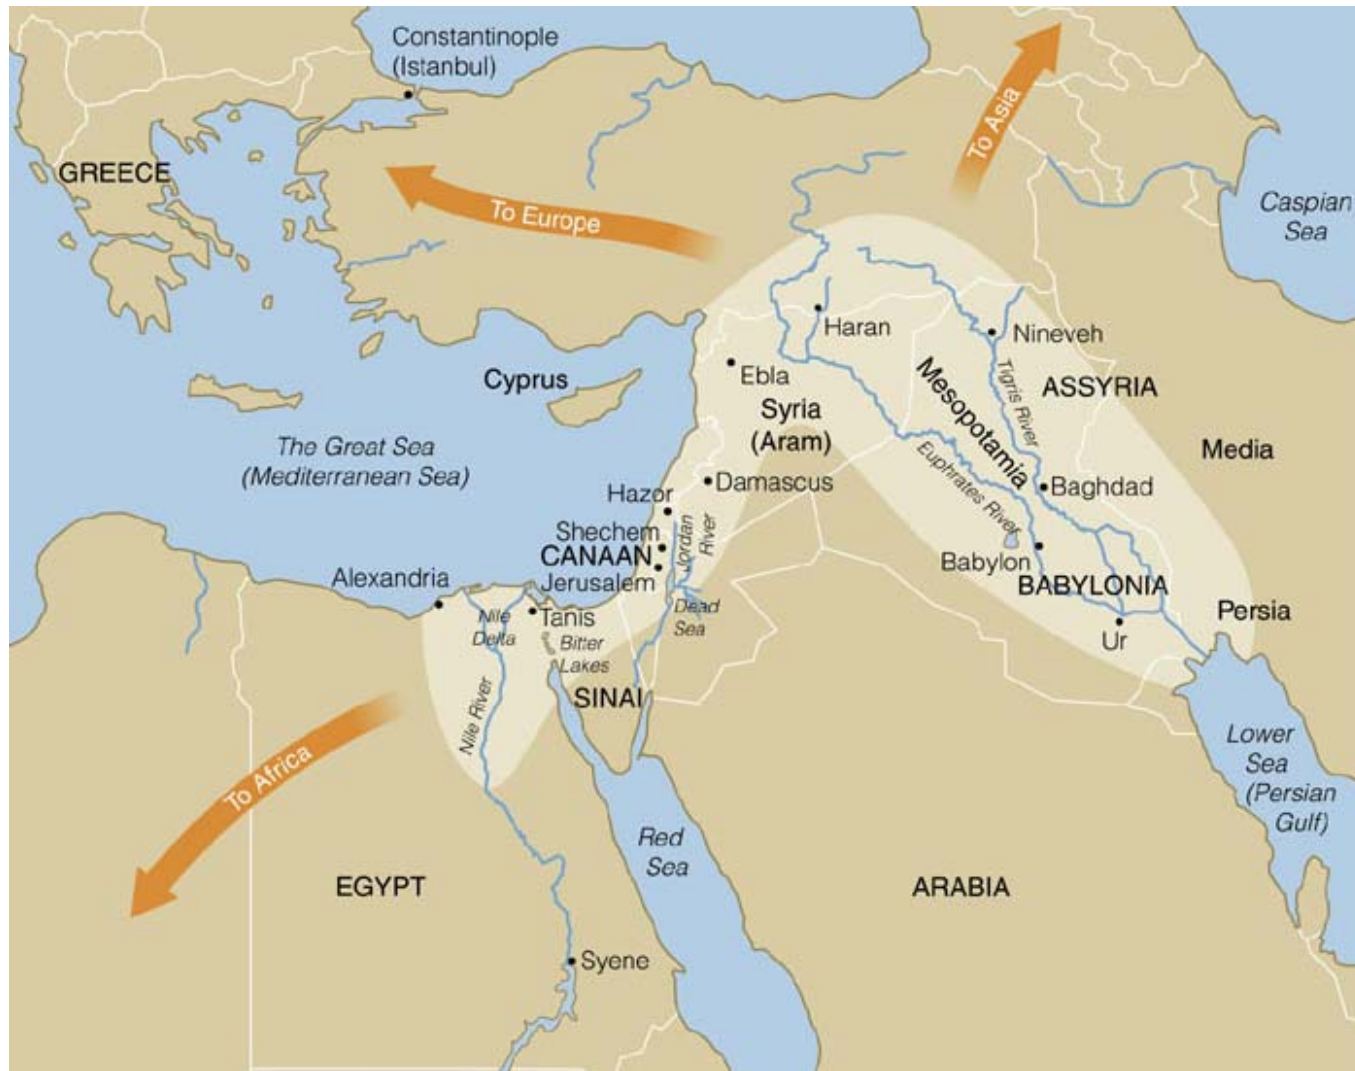 Constantinople
(Istanbul)
To Asia
GREECE
To Europe
Caspian
Sea
Haran
Nineveh
Cyprus
Ebla
Mesopotamia
Tigris River
ASSYRIA
Syria
(Aram)
The Great Sea
(Mediterranean Sea)
Media
Euphrates River
Damascus
Baghdad
Hazor
Shechem
Jordan
River
CANAAN
Babylon
Alexandria
Jerusalem
BABYLONIA
Nile
Delta
Tanis
Dead
Sea
Persia
Ur
Bitter
Lakes
SINAI
Nile River
To Africa
Lower
Sea
(Persian
Gulf)
Red
Sea
EGYPT
ARABIA
Syene